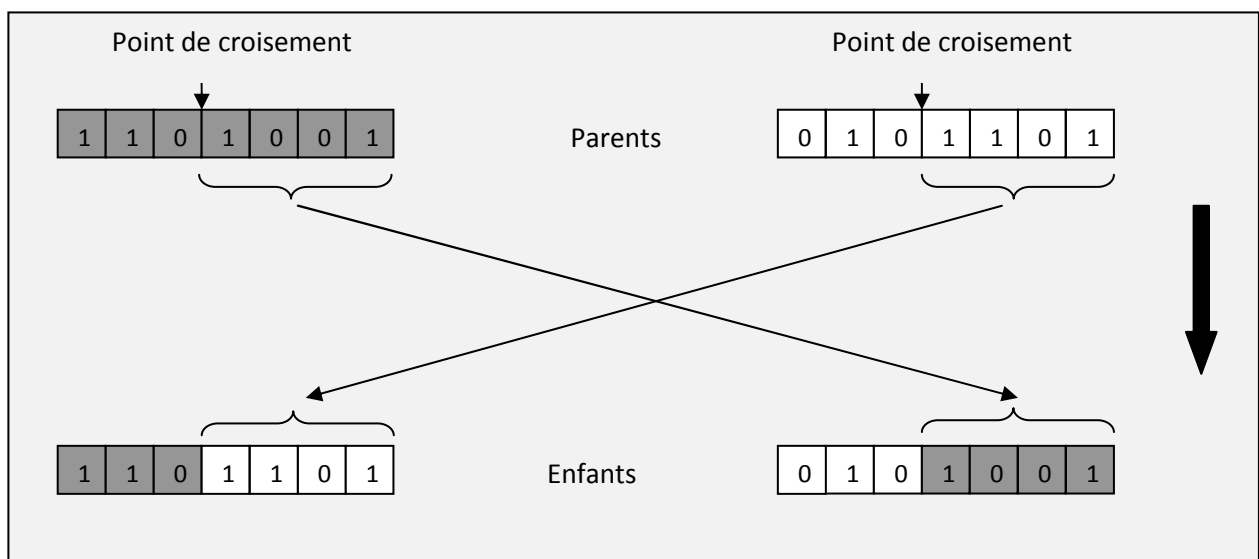 Point de croisement Point de croisement
1 1 0 1 0 0 1 Parents 0 1 0 1 1 0 1
1 1 0 1 1 0 1 Enfants 0 1 0 1 0 0 1